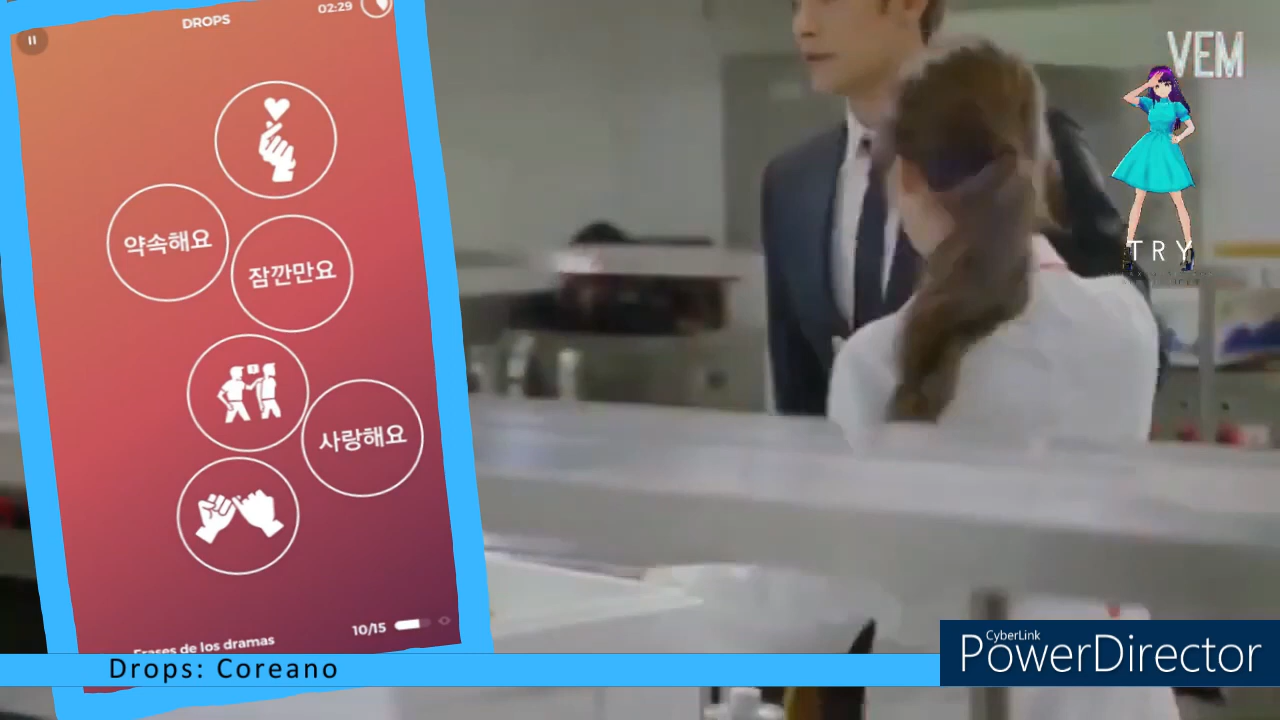 DROPS
02:29
약속해요
잠깐만요
사랑해요
10/15
Frases de los dramas
Drops: Coreano
VEM
TRY
CyberLink
PowerDirector